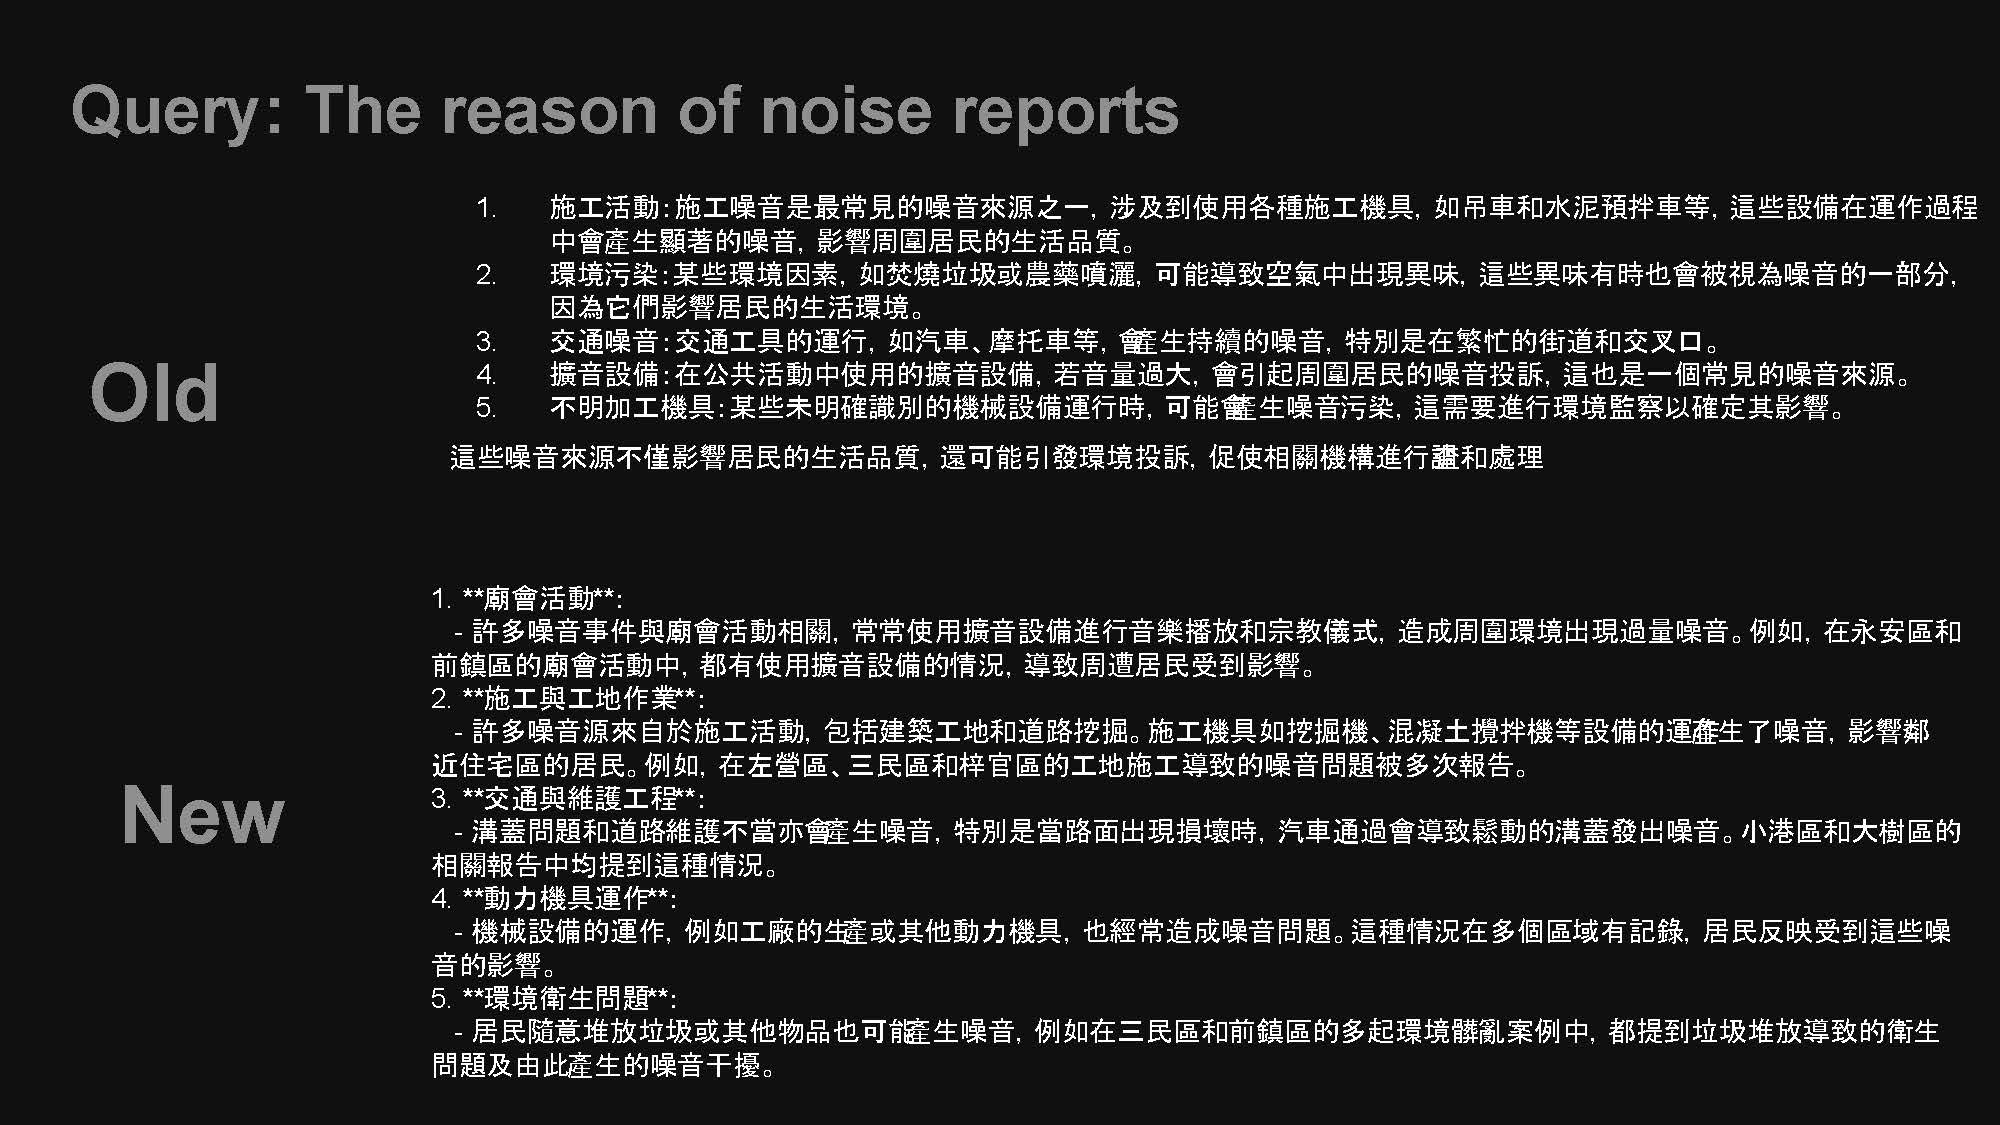 Query: The reason of noise reports
Old
1. 施工活動：施工噪音是最常見的噪音來源之一，涉及到使用各種施工機具，如吊車和水泥預拌車等，這些設備在運作過程
中會產生顯著的噪音，影響周圍居民的生活品質。
2. 環境污染：某些環境因素，如焚燒垃圾或農藥噴灑，可能導致空氣中出現異味，這些異味有時也會被視為噪音的一部分，
因為它們影響居民的生活環境。
3. 交通噪音：交通工具的運行，如汽車、摩托車等，會產生持續的噪音，特別是在繁忙的街道和交叉口。
4. 擴音設備：在公共活動中使用的擴音設備，若音量過大，會引起周圍居民的噪音投訴，這也是一個常見的噪音來源。
5. 不明加工機具：某些未明確識別的機械設備運行時，可能會產生噪音污染，這需要進行環境監察以確定其影響。
這些噪音來源不僅影響居民的生活品質，還可能引發環境投訴，促使相關機構進行和處理
New
1. **廟會活動**：
- 許多噪音事件與廟會活動相關，常常使用擴音設備進行音樂播放和宗教儀式，造成周圍環境出現過量噪音。例如，在永安區和
前鎮區的廟會活動中，都有使用擴音設備的情況，導致周遭居民受到影響。
2. **施工與工地作業**：
- 許多噪音源來自於施工活動，包括建築工地和道路挖掘。施工機具如挖掘機、混凝土攪拌機等設備的運作產生了噪音，影響鄰
近住宅區的居民。例如，在左營區、三民區和梓官區的工地施工導致的噪音問題被多次報告。
3. **交通與維護工程**：
- 溝蓋問題和道路維護不當亦會產生噪音，特別是當路面出現損壞時，汽車通過會導致鬆動的溝蓋發出噪音。小港區和大樹區的
相關報告中均提到這種情況。
4. **動力機具運作**：
- 機械設備的運作，例如工廠的生產或其他動力機具，也經常造成噪音問題。這種情況在多個區域有記錄，居民反映受到這些噪
音的影響。
5. **環境衛生問題**：
- 居民隨意堆放垃圾或其他物品也可能產生噪音，例如在三民區和前鎮區的多起環境髒亂案例中，都提到垃圾堆放導致的衛生
問題及由此產生的噪音干擾。